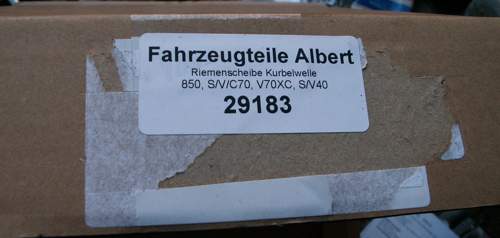 Fahrzeugteile Albert
Riemenscheibe Kurbelwelle
850, S/V/C70, V70XC, S/V40
29183